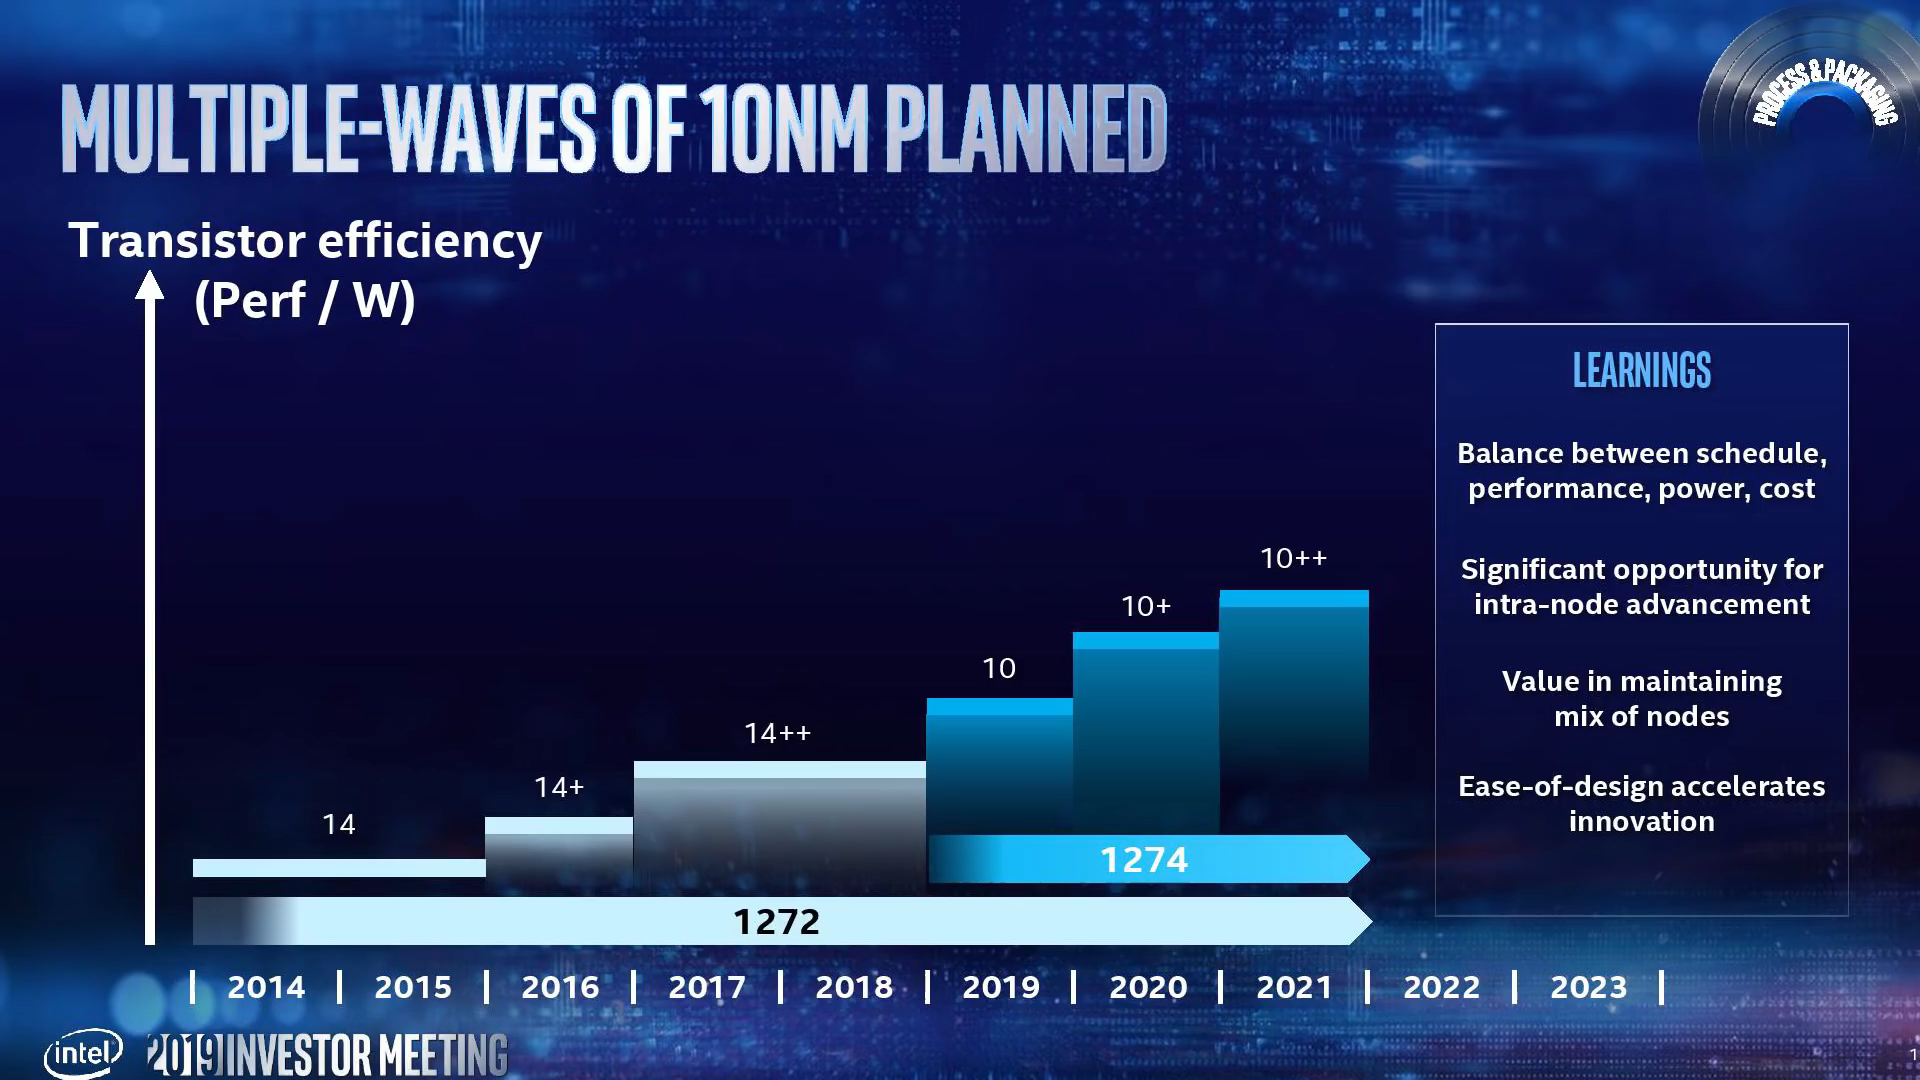 MULTIPLE-WAVES OF 10NM PLANNED
PROCESS & PACKAGING
Transistor efficiency
(Perf / W)
14
14+
14++
10
10+
10++
1274
1272
| 2014 | 2015 | 2016 | 2017 | 2018 | 2019 | 2020 | 2021 | 2022 | 2023 |
LEARNINGS
Balance between schedule,
performance, power, cost
Significant opportunity for
intra-node advancement
Value in maintaining
mix of nodes
Ease-of-design accelerates
innovation
intel
2019 INVESTOR MEETING